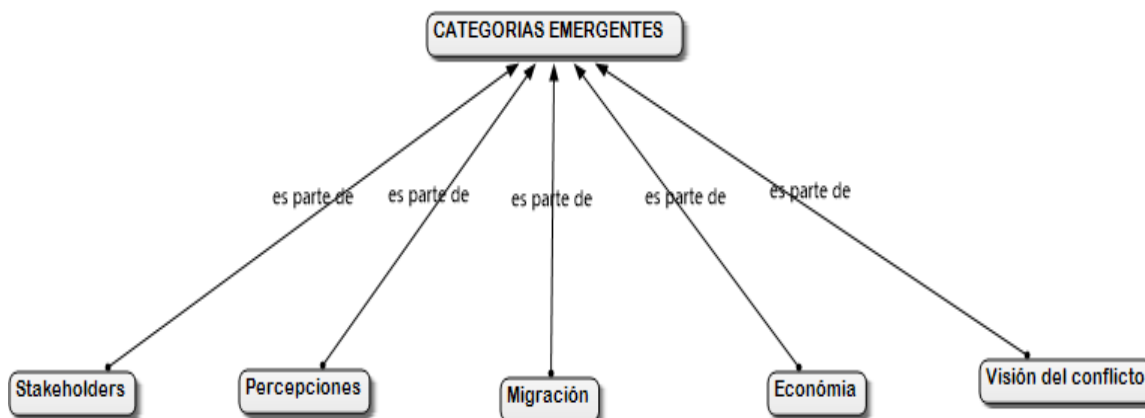 CATEGORIAS EMERGENTES
es parte de
es parte de
es parte de
es parte de
es parte de
Stakeholders
Percepciones
Migración
Económia
Visión del conflicto